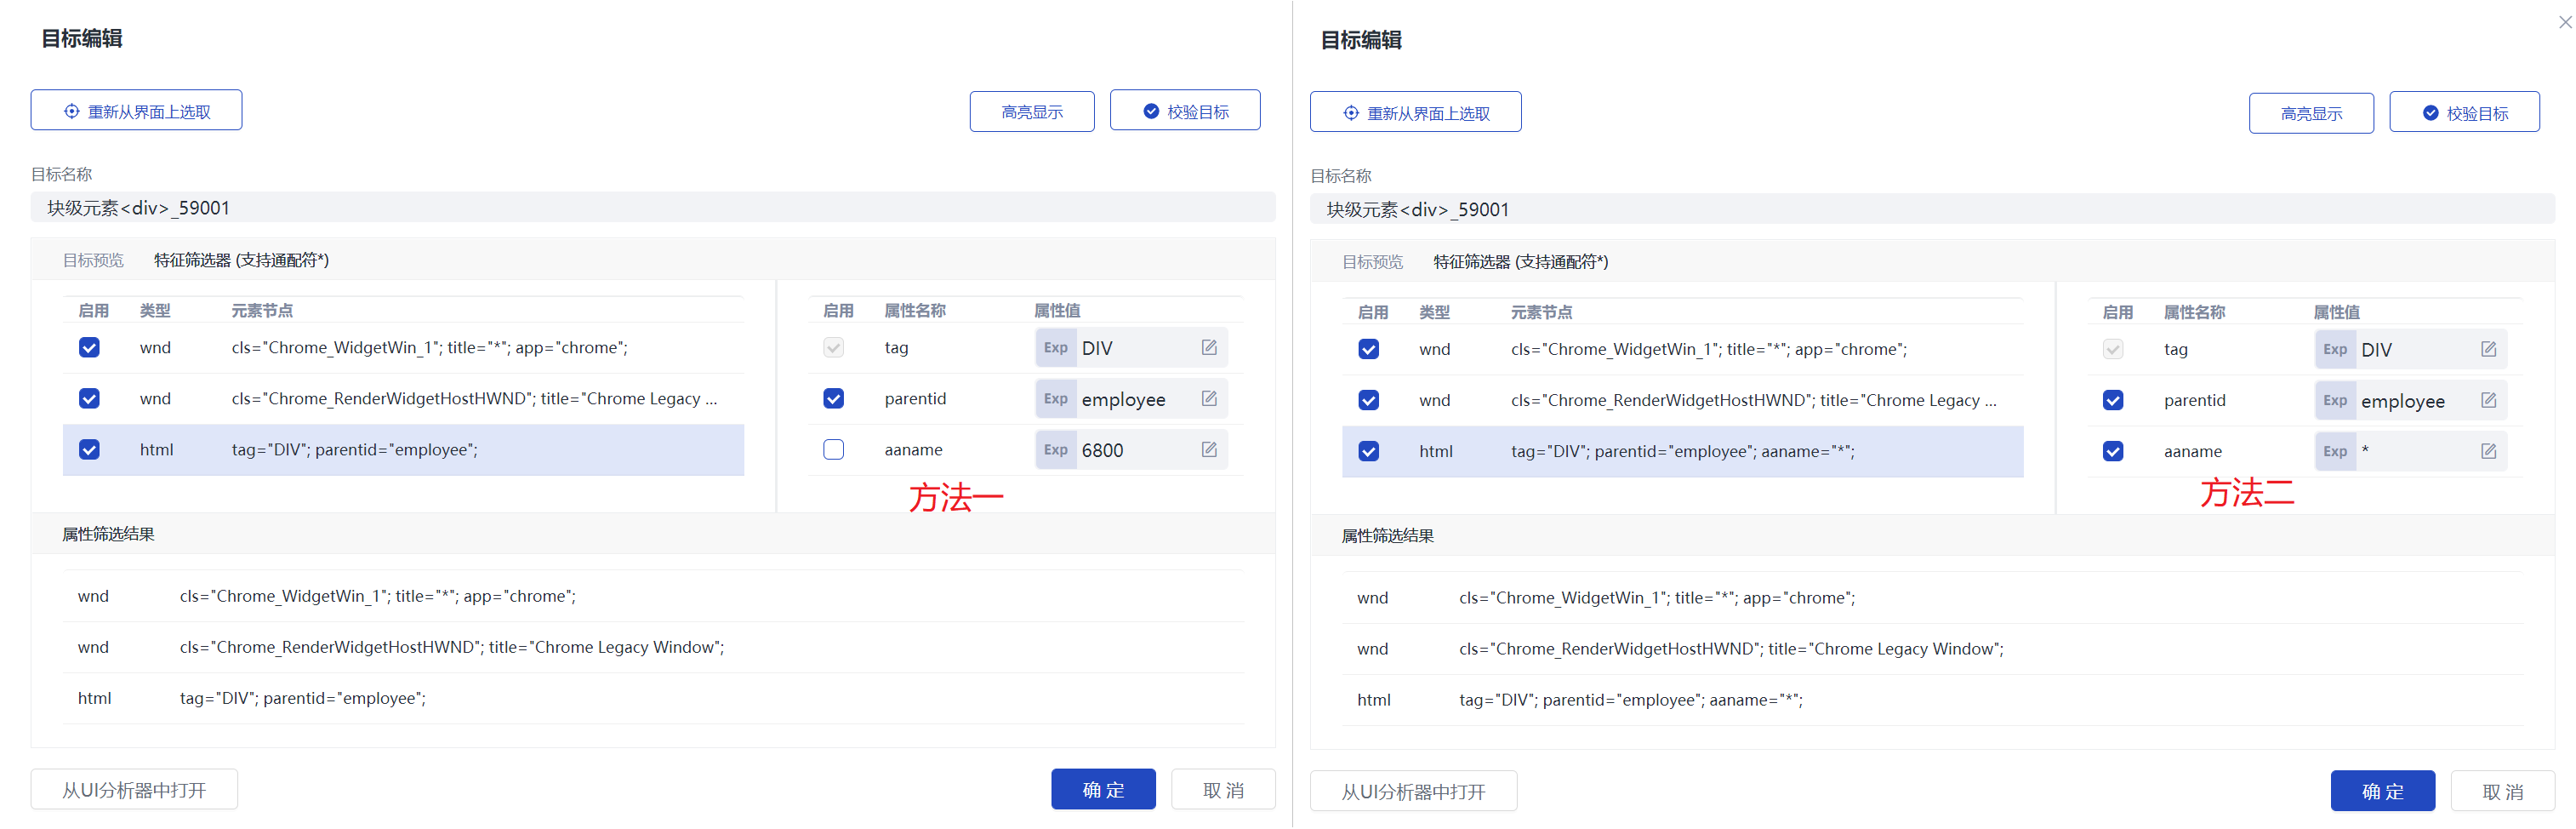 目标编辑
重新从界面上选取
高亮显示
校验目标
目标名称
块级元素<div>_59001
目标预览
特征筛选器 (支持通配符*)
启用 类型 元素节点
wnd cls="Chrome_WidgetWin_1"; title="*"; app="chrome";
wnd cls="Chrome_RenderWidgetHostHWND"; title="Chrome Legacy ...
html tag="DIV"; parentid="employee";
启用 属性名称 属性值
tag Exp DIV
parentid Exp employee
aaname Exp 6800
方法一
属性筛选结果
wnd cls="Chrome_WidgetWin_1"; title="*"; app="chrome";
wnd cls="Chrome_RenderWidgetHostHWND"; title="Chrome Legacy Window";
html tag="DIV"; parentid="employee";
从UI分析器中打开
确 定
取 消
目标编辑
重新从界面上选取
高亮显示
校验目标
目标名称
块级元素<div>_59001
目标预览
特征筛选器 (支持通配符*)
启用 类型 元素节点
wnd cls="Chrome_WidgetWin_1"; title="*"; app="chrome";
wnd cls="Chrome_RenderWidgetHostHWND"; title="Chrome Legacy ...
html tag="DIV"; parentid="employee"; aaname="*";
启用 属性名称 属性值
tag Exp DIV
parentid Exp employee
aaname Exp *
方法二
属性筛选结果
wnd cls="Chrome_WidgetWin_1"; title="*"; app="chrome";
wnd cls="Chrome_RenderWidgetHostHWND"; title="Chrome Legacy Window";
html tag="DIV"; parentid="employee"; aaname="*";
从UI分析器中打开
确 定
取 消